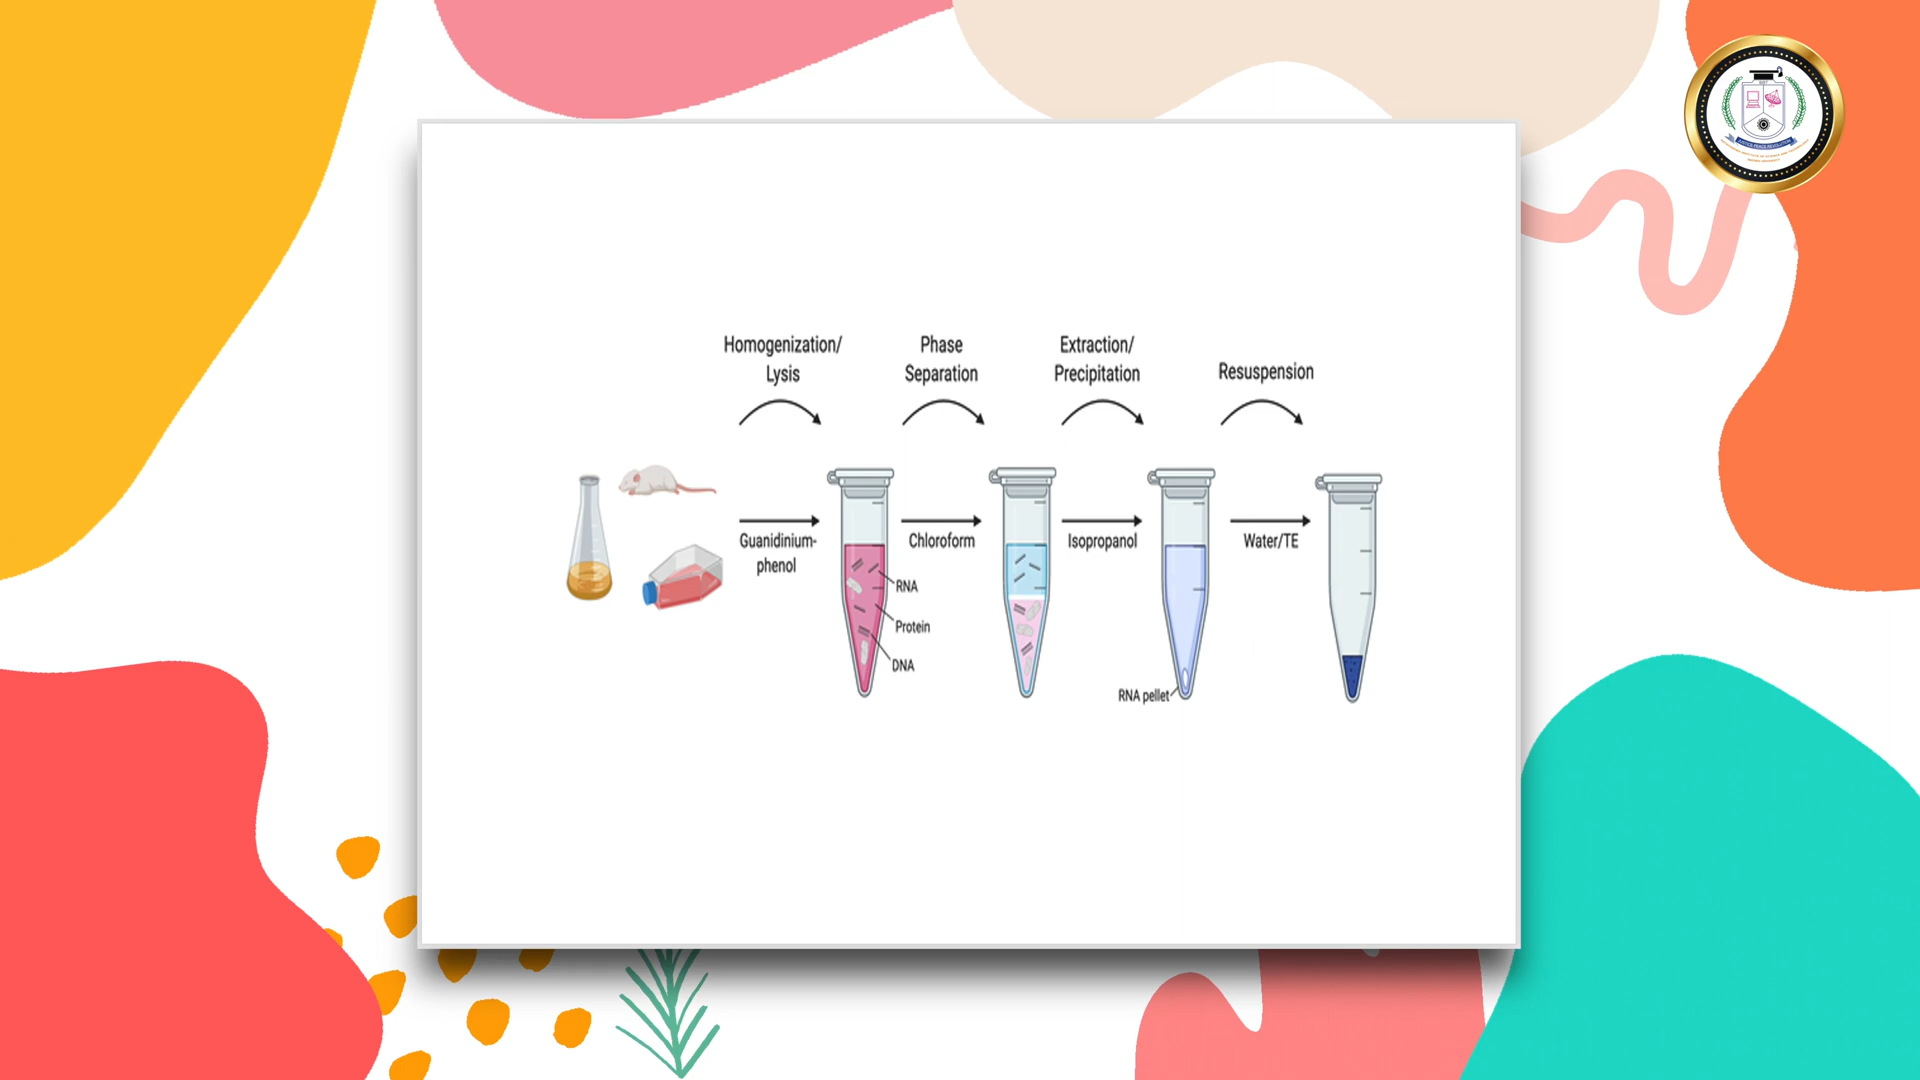 Homogenization/
Lysis
Phase
Separation
Extraction/
Precipitation
Resuspension
Guanidinium-
phenol
Chloroform
Isopropanol
Water/TE
RNA
Protein
DNA
RNA pellet